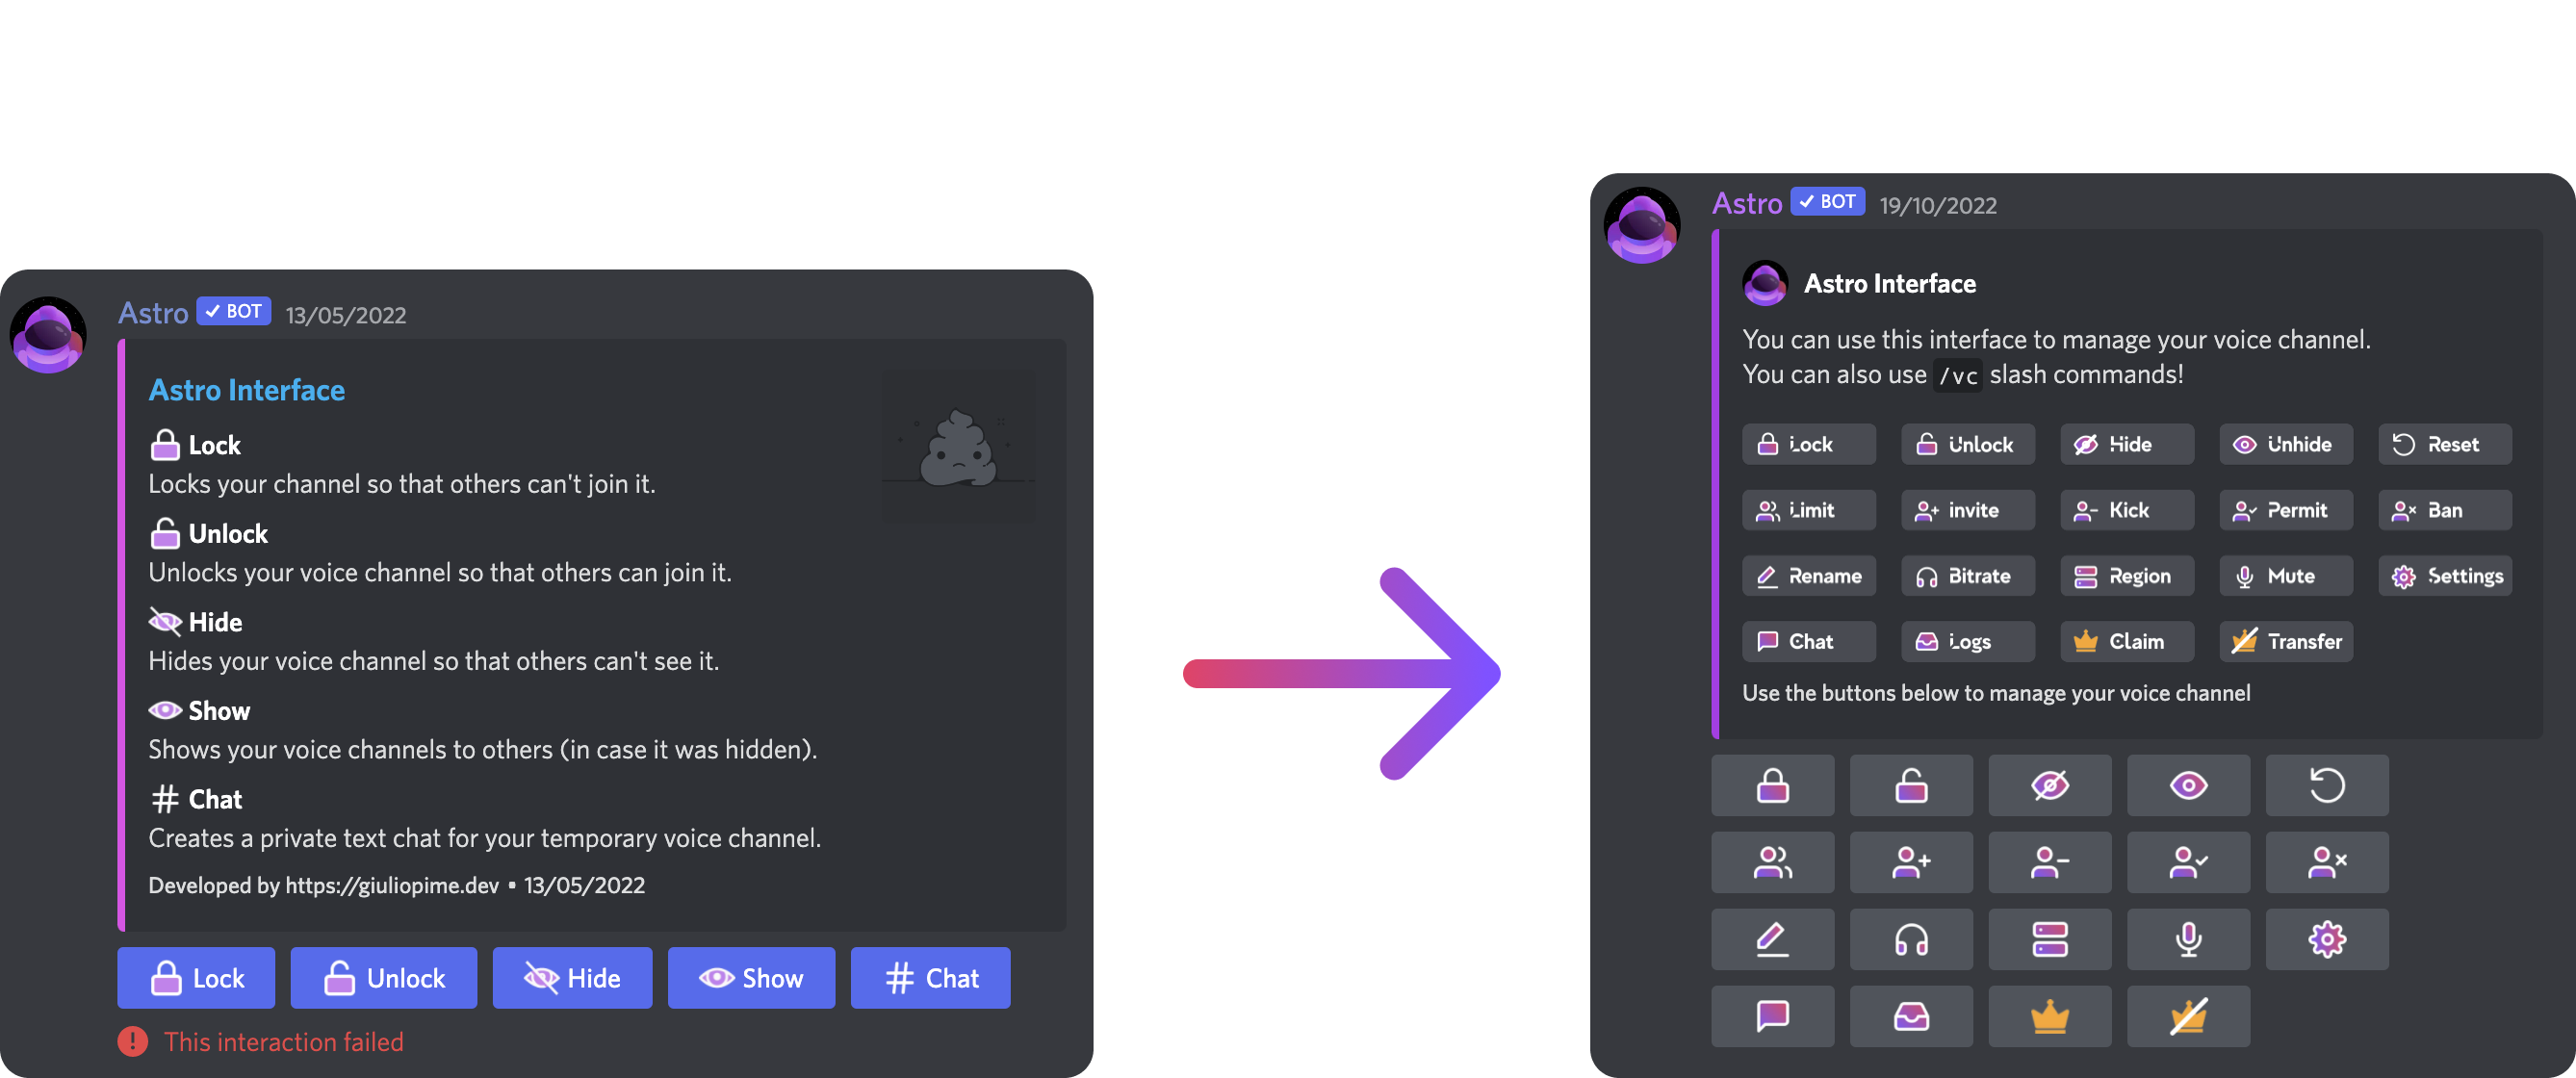 Astro BOT 13/05/2022
Astro Interface
Lock
Locks your channel so that others can't join it.
Unlock
Unlocks your voice channel so that others can join it.
Hide
Hides your voice channel so that others can't see it.
Show
Shows your voice channels to others (in case it was hidden).
# Chat
Creates a private text chat for your temporary voice channel.
Developed by https://giuliopime.dev • 13/05/2022
Lock Unlock Hide Show # Chat
! This interaction failed
Astro BOT 19/10/2022
Astro Interface
You can use this interface to manage your voice channel.
You can also use /vc slash commands!
Lock Unlock Hide Unhide Reset
Limit invite Kick Permit Ban
Rename Bitrate Region Mute Settings
Chat Logs Claim Transfer
Use the buttons below to manage your voice channel